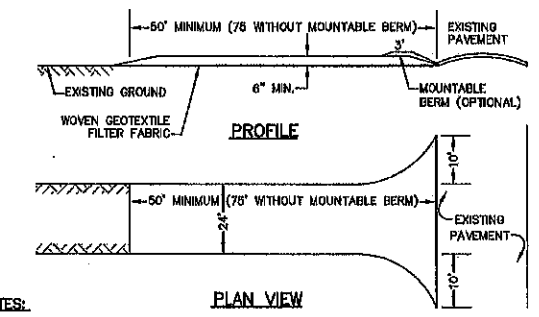 50' MINIMUM (75 WITHOUT MOUNTABLE BERM)
EXISTING
PAVEMENT
3'
EXISTING GROUND
6" MIN.
MOUNTABLE
BERM (OPTIONAL)
WOVEN GEOTEXTILE
FILTER FABRIC
PROFILE
10'
50' MINIMUM (75' WITHOUT MOUNTABLE BERM)
24'
EXISTING
PAVEMENT
10'
TES:
PLAN VIEW